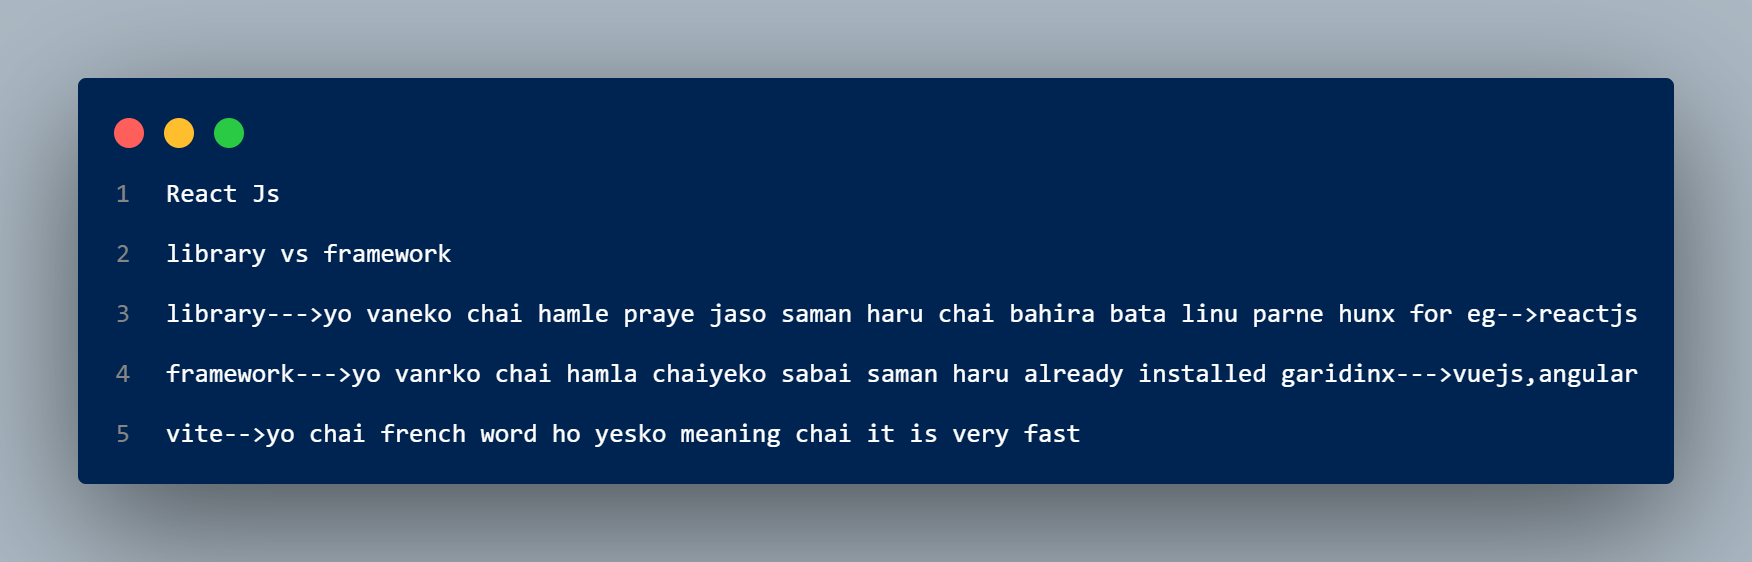 1 React Js
2 library vs framework
3 library--->yo vaneko chai hamle praye jaso saman haru chai bahira bata linu parne hunx for eg-->reactjs
4 framework--->yo vanrko chai hamla chaiyeko sabai saman haru already installed garidinx--->vuejs,angular
5 vite-->yo chai french word ho yesko meaning chai it is very fast